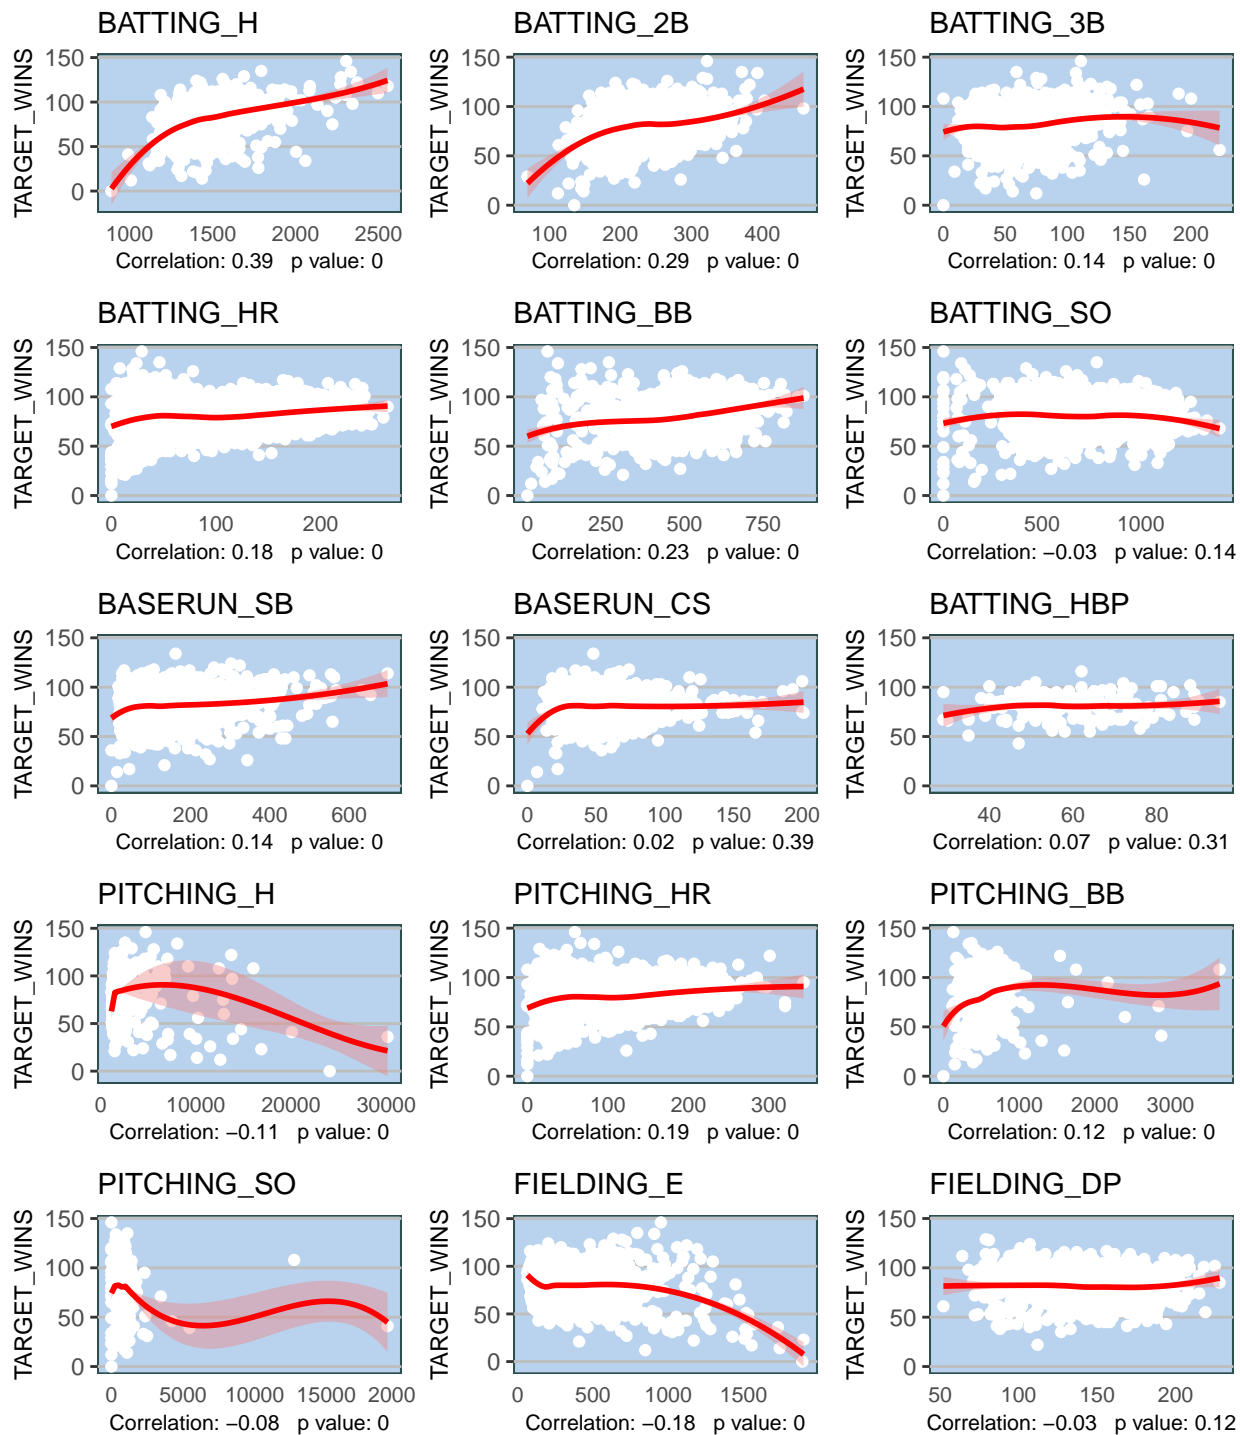 BATTING_H
TARGET_WINS
150
100
50
0
1000 1500 2000 2500
Correlation: 0.39 p value: 0
BATTING_2B
TARGET_WINS
150
100
50
0
100 200 300 400
Correlation: 0.29 p value: 0
BATTING_3B
TARGET_WINS
150
100
50
0
0 50 100 150 200
Correlation: 0.14 p value: 0
BATTING_HR
TARGET_WINS
150
100
50
0
0 100 200
Correlation: 0.18 p value: 0
BATTING_BB
TARGET_WINS
150
100
50
0
0 250 500 750
Correlation: 0.23 p value: 0
BATTING_SO
TARGET_WINS
150
100
50
0
0 500 1000
Correlation: −0.03 p value: 0.14
BASERUN_SB
TARGET_WINS
150
100
50
0
0 200 400 600
Correlation: 0.14 p value: 0
BASERUN_CS
TARGET_WINS
150
100
50
0
0 50 100 150 200
Correlation: 0.02 p value: 0.39
BATTING_HBP
TARGET_WINS
150
100
50
0
40 60 80
Correlation: 0.07 p value: 0.31
PITCHING_H
TARGET_WINS
150
100
50
0
0 10000 20000 30000
Correlation: −0.11 p value: 0
PITCHING_HR
TARGET_WINS
150
100
50
0
0 100 200 300
Correlation: 0.19 p value: 0
PITCHING_BB
TARGET_WINS
150
100
50
0
0 1000 2000 3000
Correlation: 0.12 p value: 0
PITCHING_SO
TARGET_WINS
150
100
50
0
0 5000 10000 15000 20000
Correlation: −0.08 p value: 0
FIELDING_E
TARGET_WINS
150
100
50
0
0 500 1000 1500
Correlation: −0.18 p value: 0
FIELDING_DP
TARGET_WINS
150
100
50
0
50 100 150 200
Correlation: −0.03 p value: 0.12